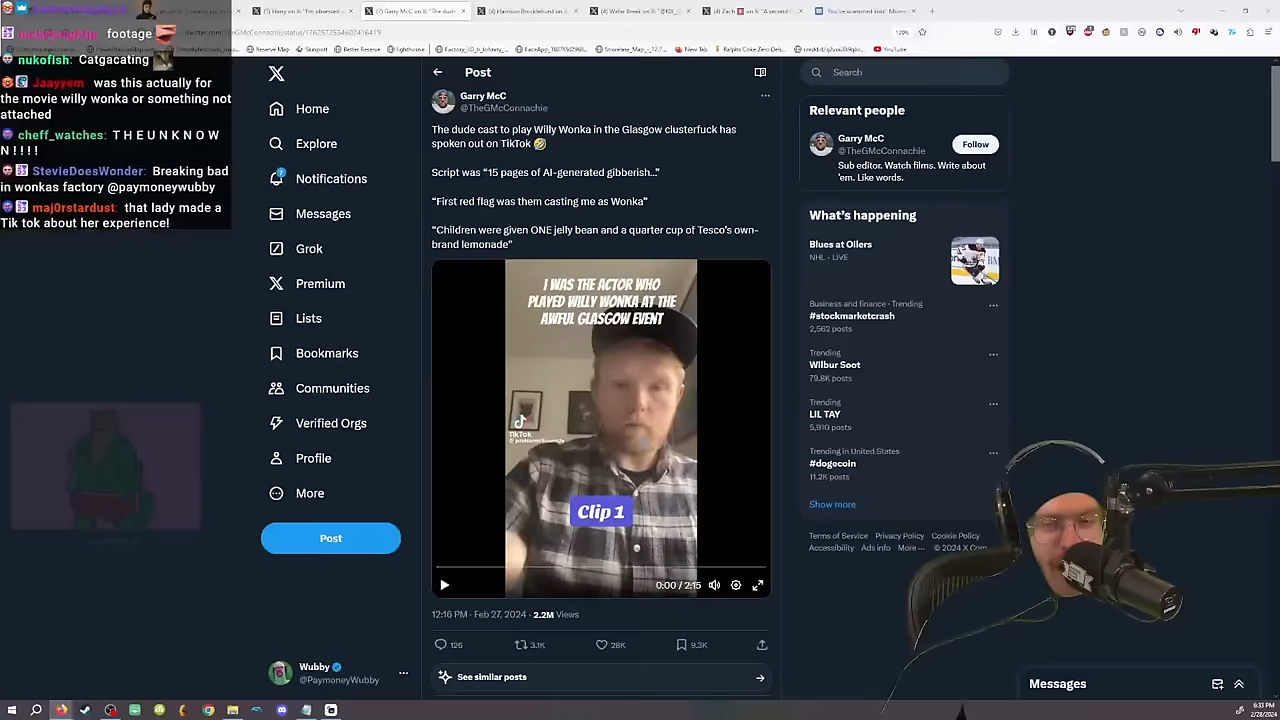 footage
nukofish: Catgacating
Jaayyem: was this actually for
the movie willy wonka or something not
attached
cheff_watches: T H E U N K N O W
N ! ! ! !
StevieDoesWonder: Breaking bad
in wonkas factory @paymoneywubby
maj0rstardust: that lady made a
Tik tok about her experience!
Home
Explore
Notifications
Messages
Grok
Premium
Lists
Bookmarks
Communities
Verified Orgs
Profile
More
Post
Wubby
@PaymoneyWubby
Post
Garry McC
@TheGMcConnachie
The dude cast to play Willy Wonka in the Glasgow clusterfuck has
spoken out on TikTok 🤣
Script was “15 pages of AI-generated gibberish...”
“First red flag was them casting me as Wonka”
“Children were given ONE jelly bean and a quarter cup of Tesco’s own-
brand lemonade”
I WAS THE ACTOR WHO
PLAYED WILLY WONKA AT THE
AWFUL GLASGOW EVENT
TikTok
Clip 1
0:00 / 2:15
12:16 PM · Feb 27, 2024 · 2.2M Views
126
3.1K
28K
9.3K
See similar posts
Search
Relevant people
Garry McC
@TheGMcConnachie
Follow
Sub editor. Watch films. Write about
'em. Like words.
What’s happening
Blues at Oilers
NHL · LIVE
Business and finance · Trending
#stockmarketcrash
2,562 posts
Trending
Wilbur Soot
79.8K posts
Trending
LIL TAY
5,910 posts
Trending in United States
#dogecoin
11.2K posts
Show more
Terms of Service Privacy Policy Cookie Policy
Accessibility Ads info More ··· © 2024 X Corp.
Messages
6:33 PM
2/28/2024